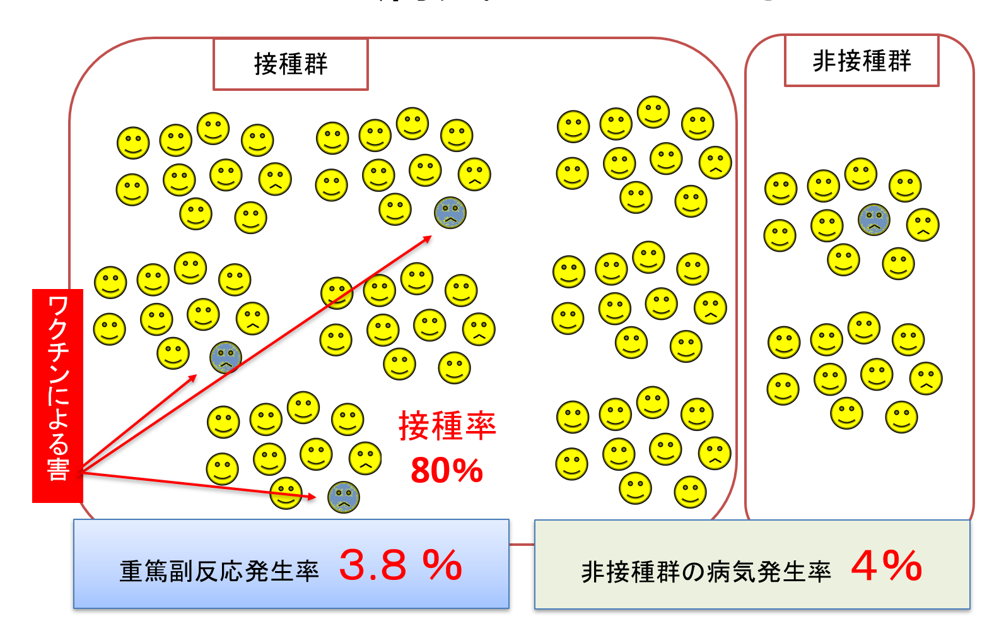 接種群
非接種群
ワクチンによる害
接種率
80%
重篤副反応発生率 3.8 %
非接種群の病気発生率 4%